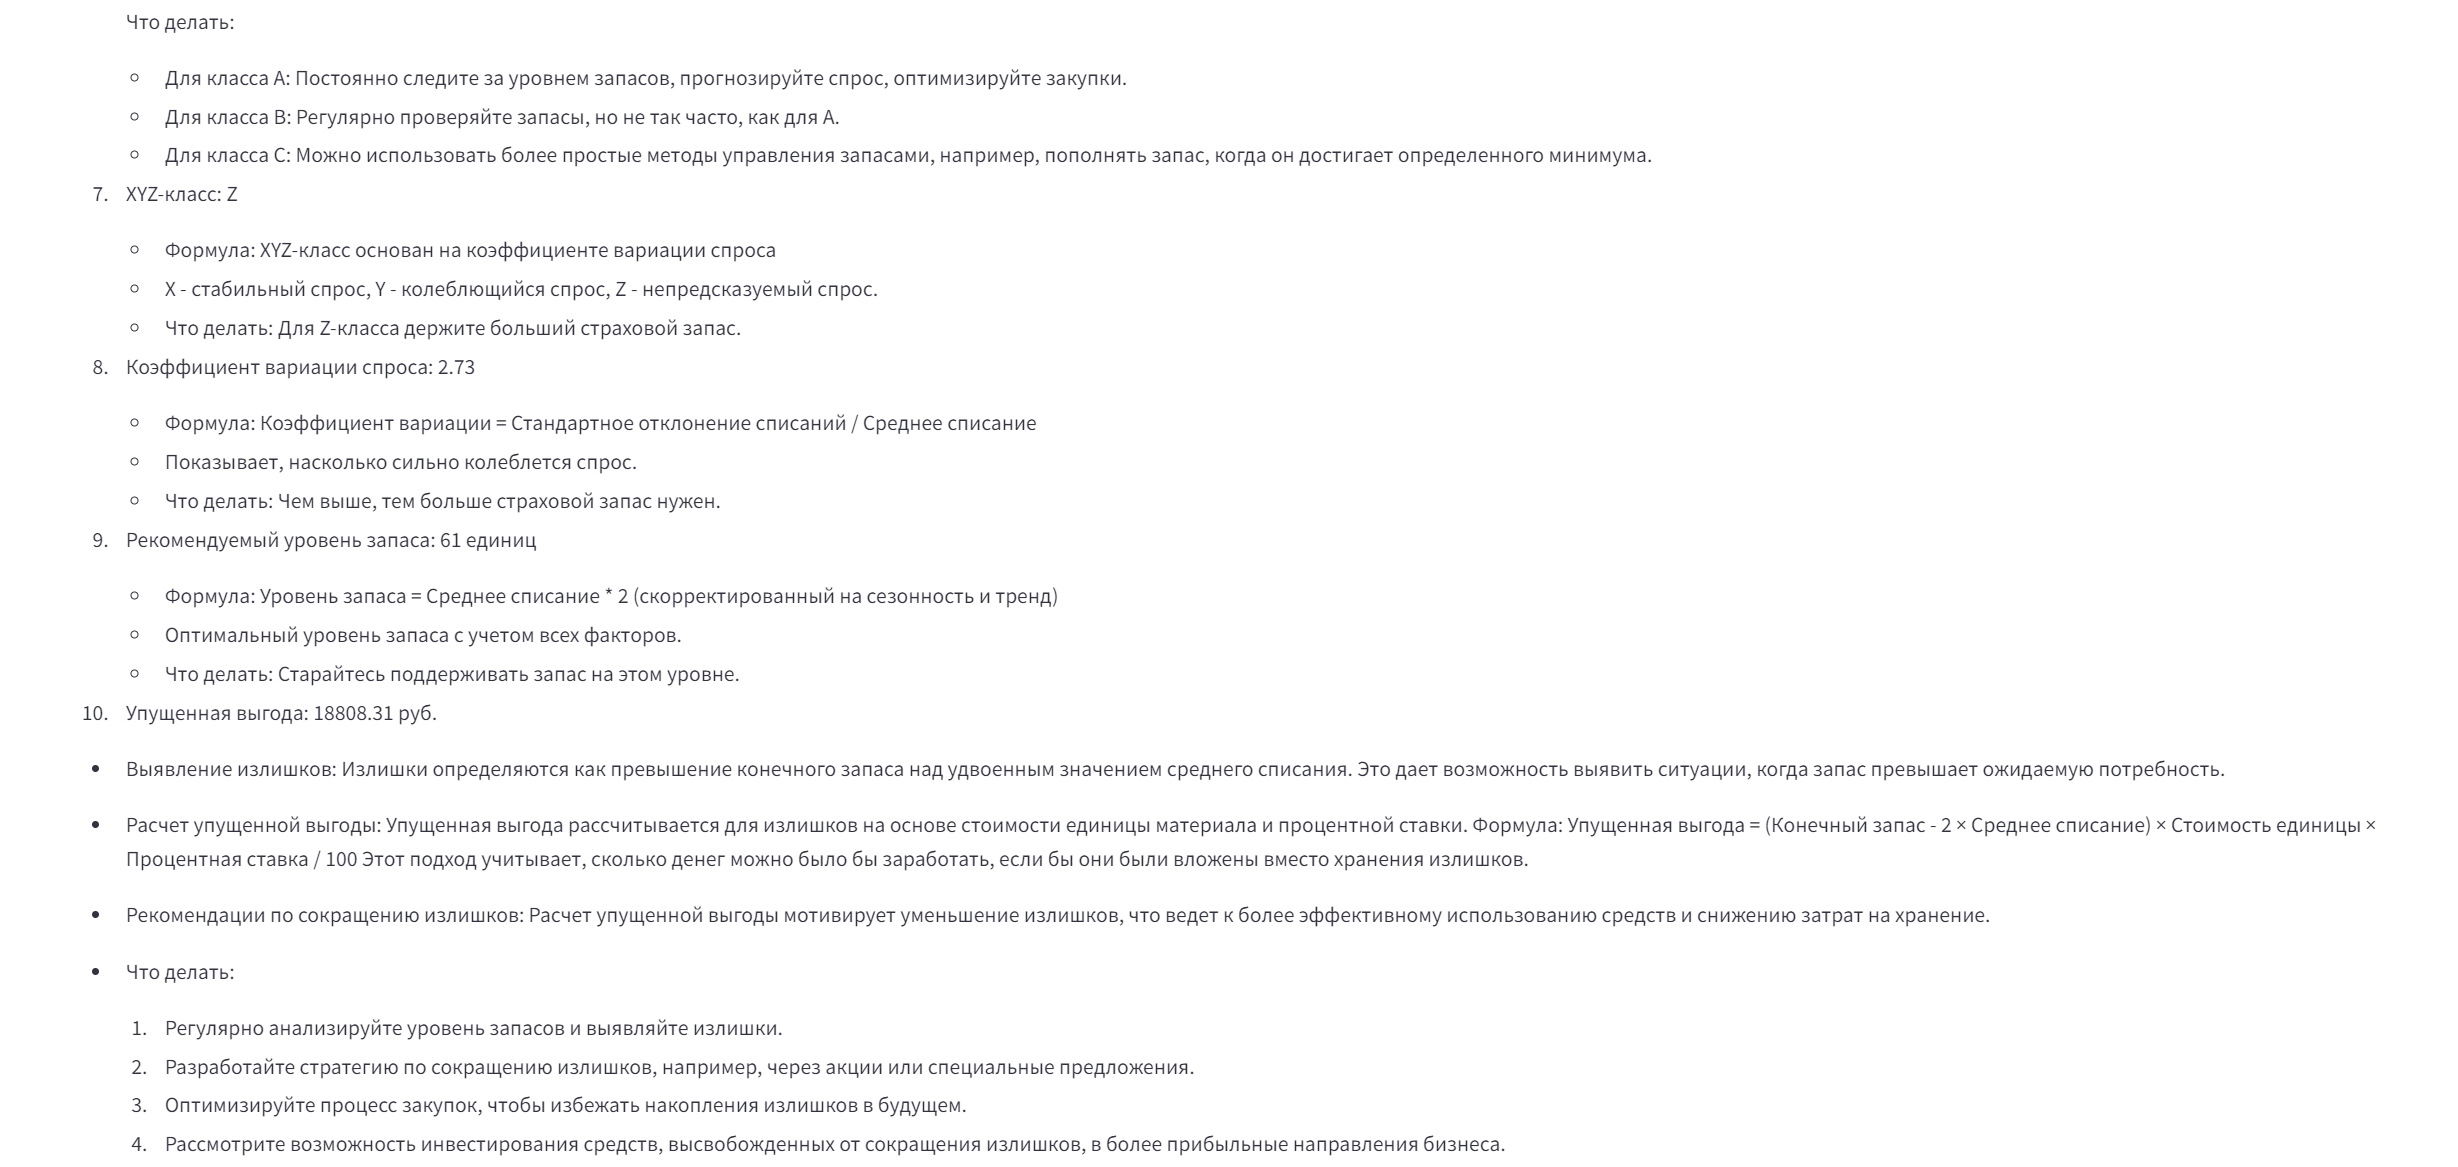 Что делать:
Для класса A: Постоянно следите за уровнем запасов, прогнозируйте спрос, оптимизируйте закупки.
Для класса B: Регулярно проверяйте запасы, но не так часто, как для A.
Для класса C: Можно использовать более простые методы управления запасами, например, пополнять запас, когда он достигает определенного минимума.
7. XYZ-класс: Z
Формула: XYZ-класс основан на коэффициенте вариации спроса
X - стабильный спрос, Y - колеблющийся спрос, Z - непредсказуемый спрос.
Что делать: Для Z-класса держите больший страховой запас.
8. Коэффициент вариации спроса: 2.73
Формула: Коэффициент вариации = Стандартное отклонение списаний / Среднее списание
Показывает, насколько сильно колеблется спрос.
Что делать: Чем выше, тем больше страховой запас нужен.
9. Рекомендуемый уровень запаса: 61 единиц
Формула: Уровень запаса = Среднее списание * 2 (скорректированный на сезонность и тренд)
Оптимальный уровень запаса с учетом всех факторов.
Что делать: Старайтесь поддерживать запас на этом уровне.
10. Упущенная выгода: 18808.31 руб.
Выявление излишков: Излишки определяются как превышение конечного запаса над удвоенным значением среднего списания. Это дает возможность выявить ситуации, когда запас превышает ожидаемую потребность.
Расчет упущенной выгоды: Упущенная выгода рассчитывается для излишков на основе стоимости единицы материала и процентной ставки. Формула: Упущенная выгода = (Конечный запас - 2 × Среднее списание) × Стоимость единицы ×
Процентная ставка / 100 Этот подход учитывает, сколько денег можно было бы заработать, если бы они были вложены вместо хранения излишков.
Рекомендации по сокращению излишков: Расчет упущенной выгоды мотивирует уменьшение излишков, что ведет к более эффективному использованию средств и снижению затрат на хранение.
Что делать:
1. Регулярно анализируйте уровень запасов и выявляйте излишки.
2. Разработайте стратегию по сокращению излишков, например, через акции или специальные предложения.
3. Оптимизируйте процесс закупок, чтобы избежать накопления излишков в будущем.
4. Рассмотрите возможность инвестирования средств, высвобожденных от сокращения излишков, в более прибыльные направления бизнеса.